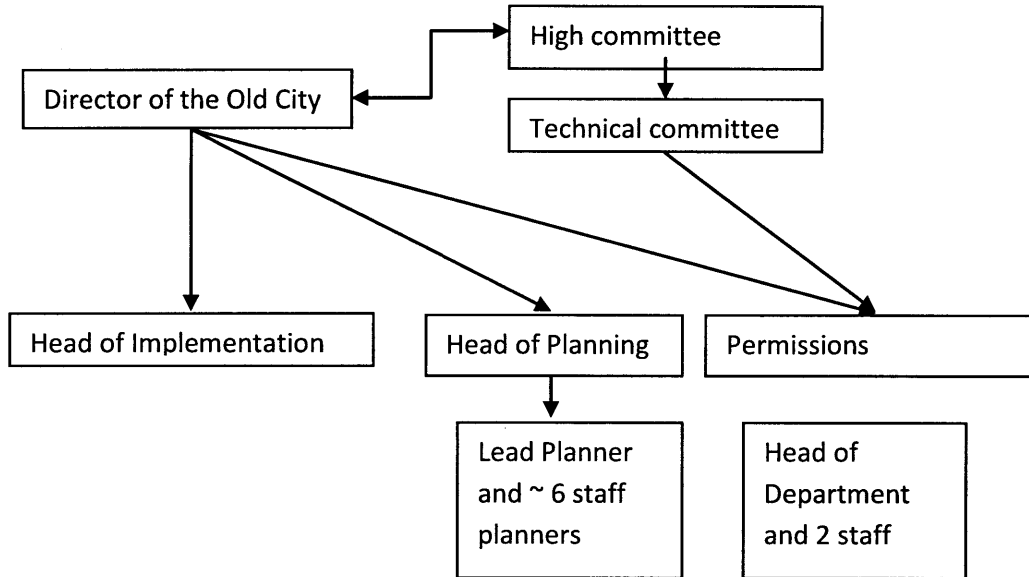 High committee
Director of the Old City
Technical committee
Head of Implementation
Head of Planning
Permissions
Lead Planner
and ~ 6 staff
planners
Head of
Department
and 2 staff